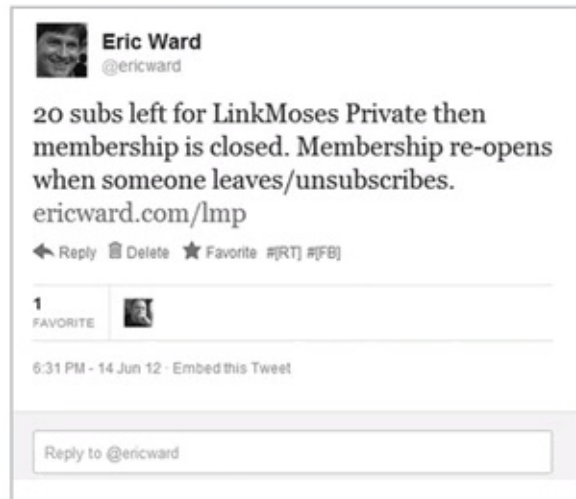 Eric Ward
@ericward
20 subs left for LinkMoses Private then
membership is closed. Membership re-opens
when someone leaves/unsubscribes.
ericward.com/lmp
Reply Delete Favorite #[RT] #[FB]
1
FAVORITE
6:31 PM - 14 Jun 12 · Embed this Tweet
Reply to @ericward